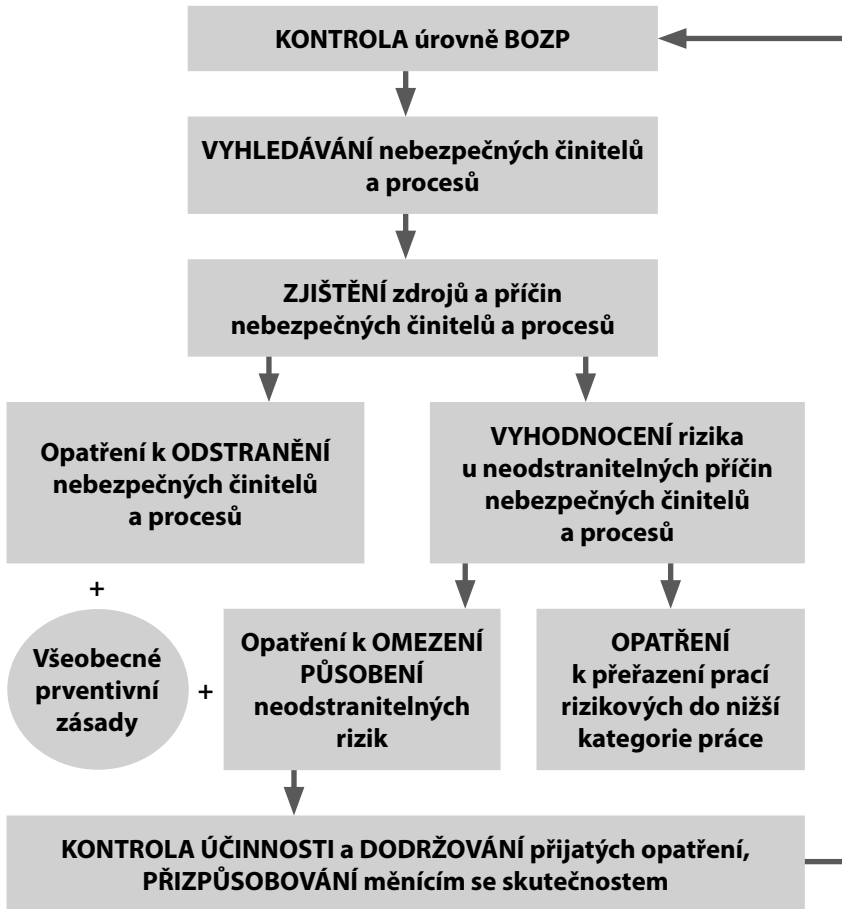 KONTROLA úrovně BOZP
VYHLEDÁVÁNÍ nebezpečných činitelů
a procesů
ZJIŠTĚNÍ zdrojů a příčin
nebezpečných činitelů a procesů
Opatření k ODSTRANĚNÍ
nebezpečných činitelů
a procesů
VYHODNOCENÍ rizika
u neodstranitelných příčin
nebezpečných činitelů
a procesů
+
Všeobecné
prventivní
zásady
+
Opatření k OMEZENÍ
PŮSOBENÍ
neodstranitelných
rizik
OPATŘENÍ
k přeřazení prací
rizikových do nižší
kategorie práce
KONTROLA ÚČINNOSTI a DODRŽOVÁNÍ přijatých opatření,
PŘIZPŮSOBOVÁNÍ měnícím se skutečnostem